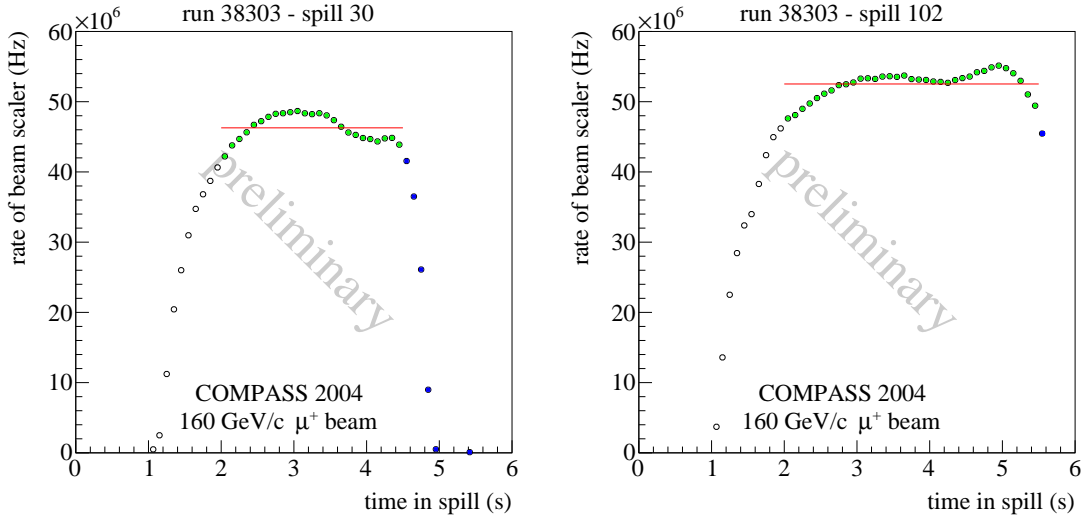 run 38303 - spill 30
×10⁶
rate of beam scaler (Hz)
60
50
40
30
20
10
0
preliminary
COMPASS 2004
160 GeV/c μ⁺ beam
0 1 2 3 4 5 6
time in spill (s)
run 38303 - spill 102
×10⁶
rate of beam scaler (Hz)
60
50
40
30
20
10
0
preliminary
COMPASS 2004
160 GeV/c μ⁺ beam
0 1 2 3 4 5 6
time in spill (s)